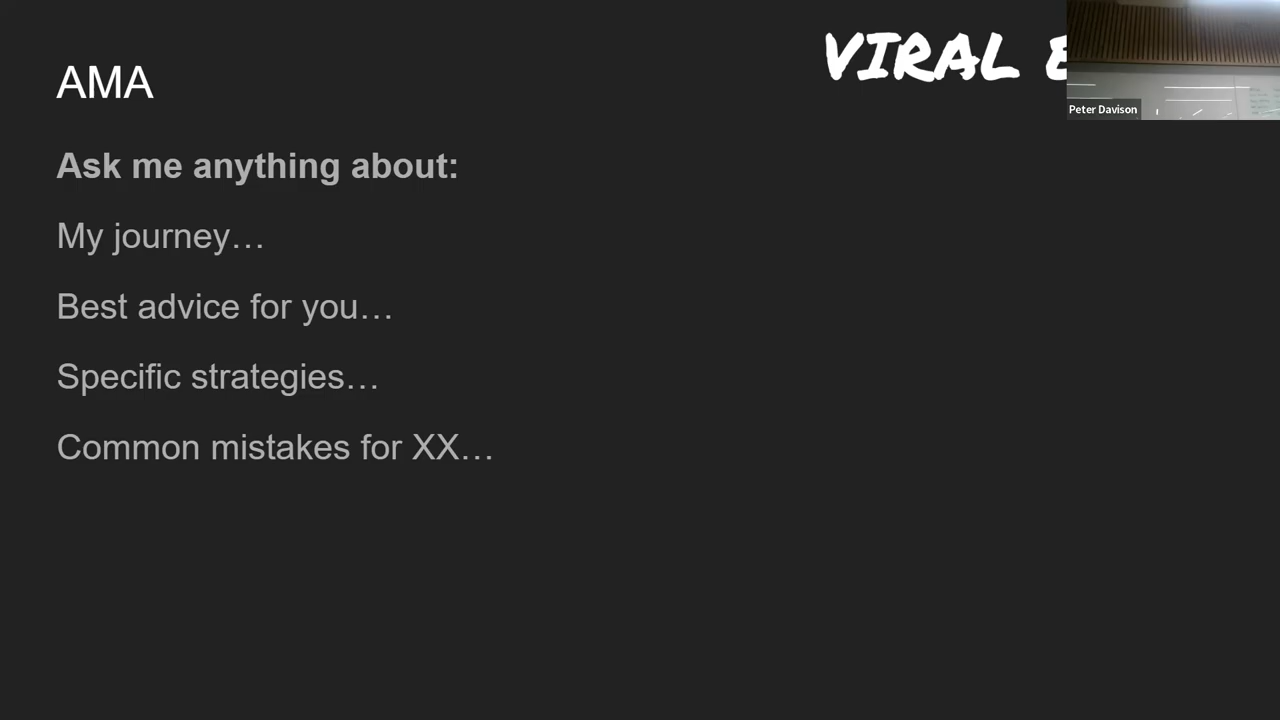 VIRAL
AMA
Peter Davison
Ask me anything about:
My journey…
Best advice for you…
Specific strategies…
Common mistakes for XX…